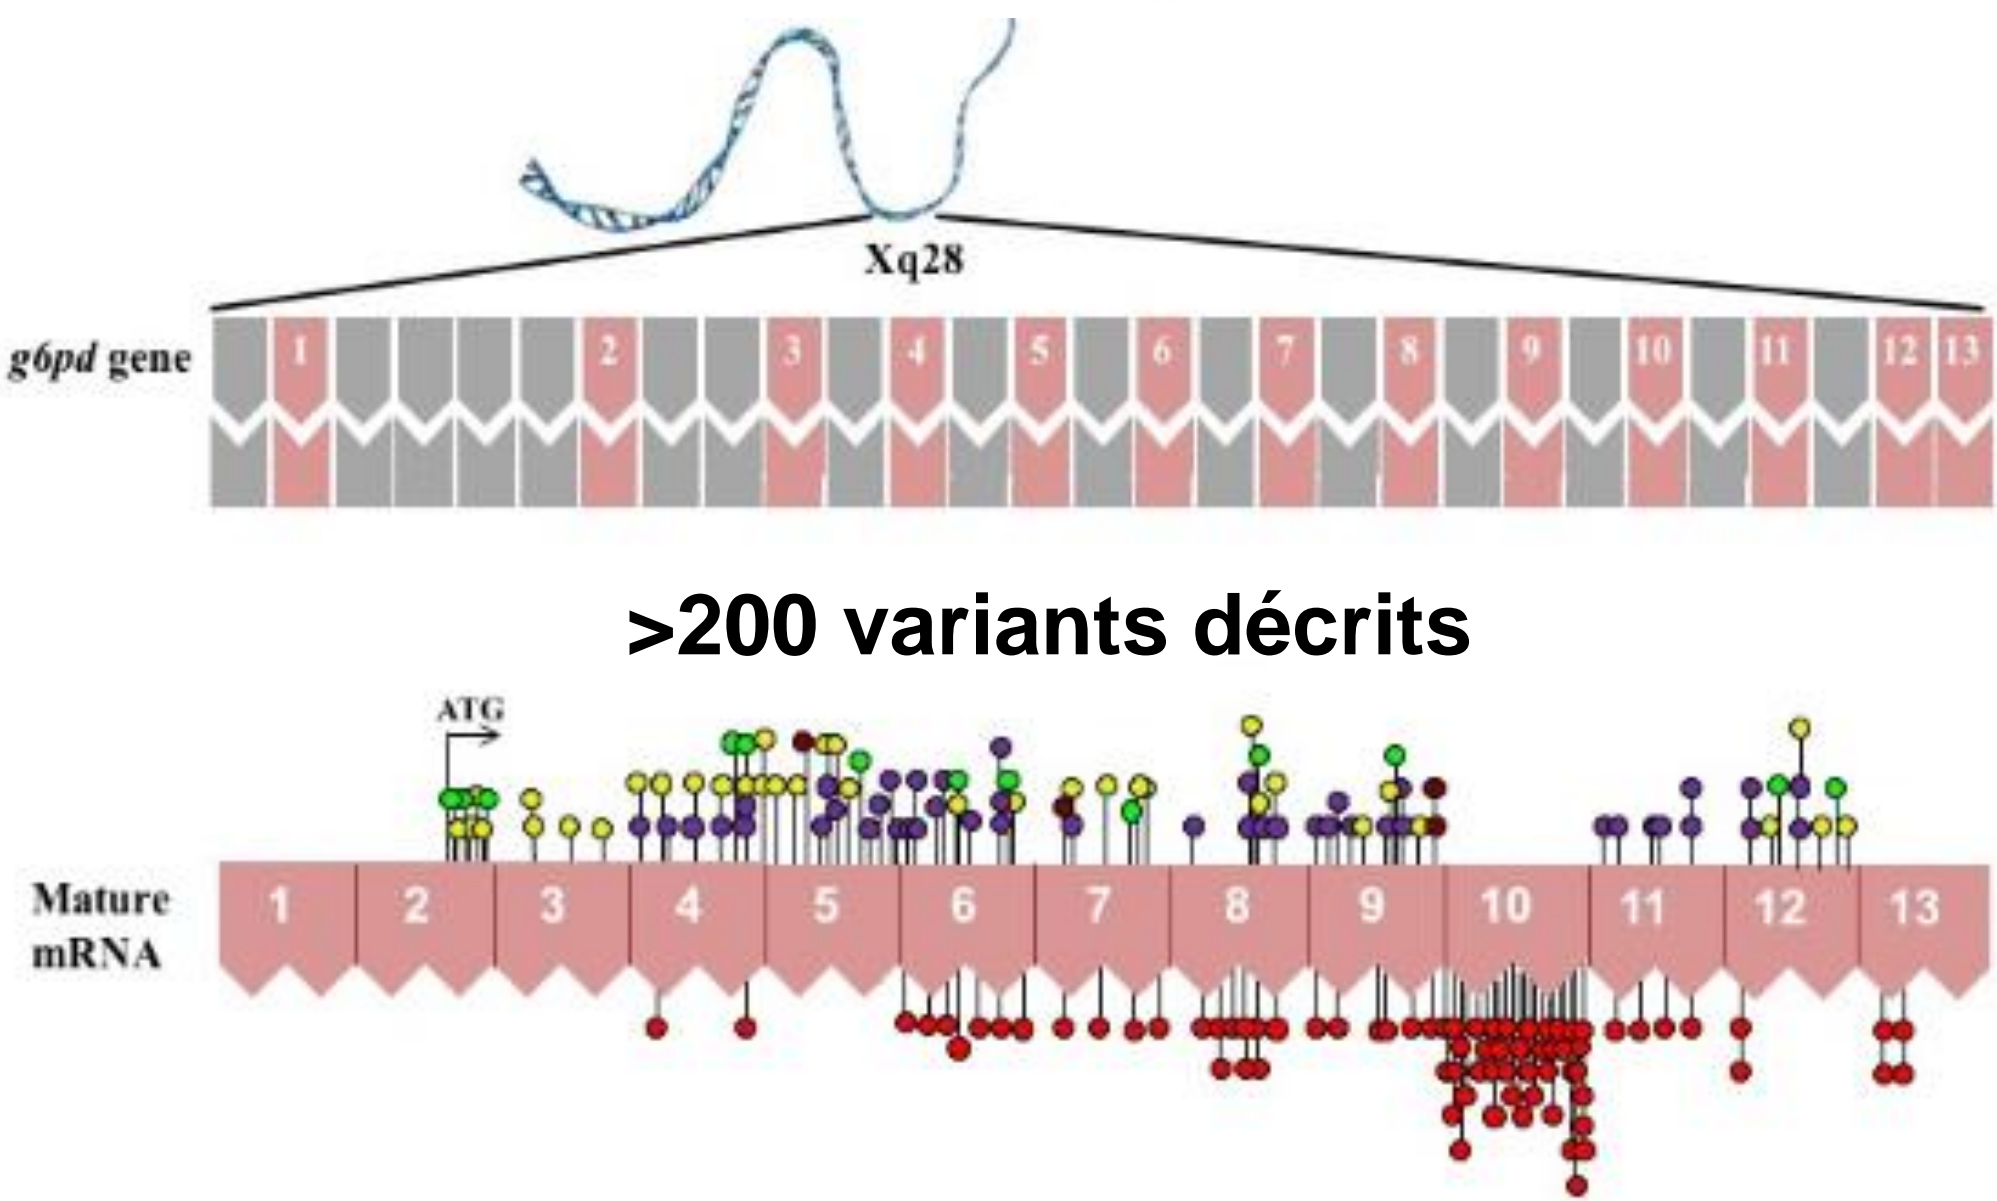 Xq28
g6pd gene
1 2 3 4 5 6 7 8 9 10 11 12 13
>200 variants décrits
ATG
Mature
mRNA
1 2 3 4 5 6 7 8 9 10 11 12 13